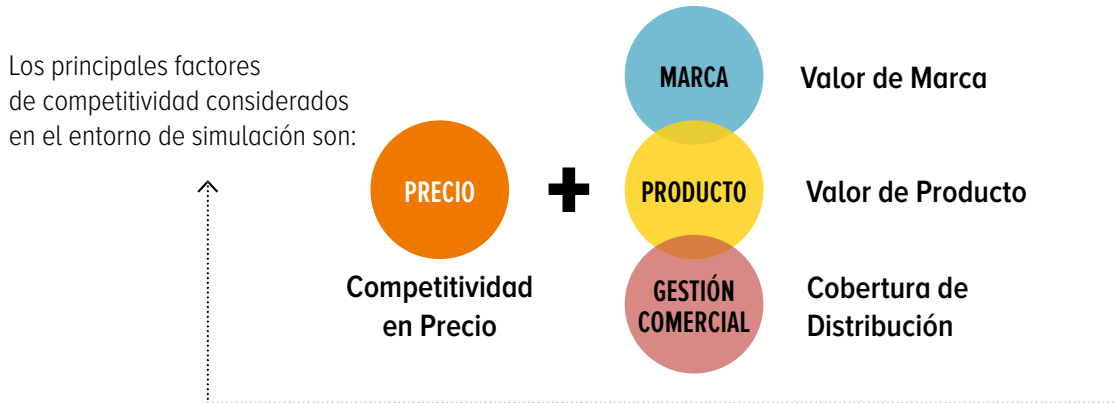 Los principales factores
de competitividad considerados
en el entorno de simulación son:
PRECIO
Competitividad
en Precio
+
MARCA
Valor de Marca
PRODUCTO
Valor de Producto
GESTIÓN
COMERCIAL
Cobertura de
Distribución